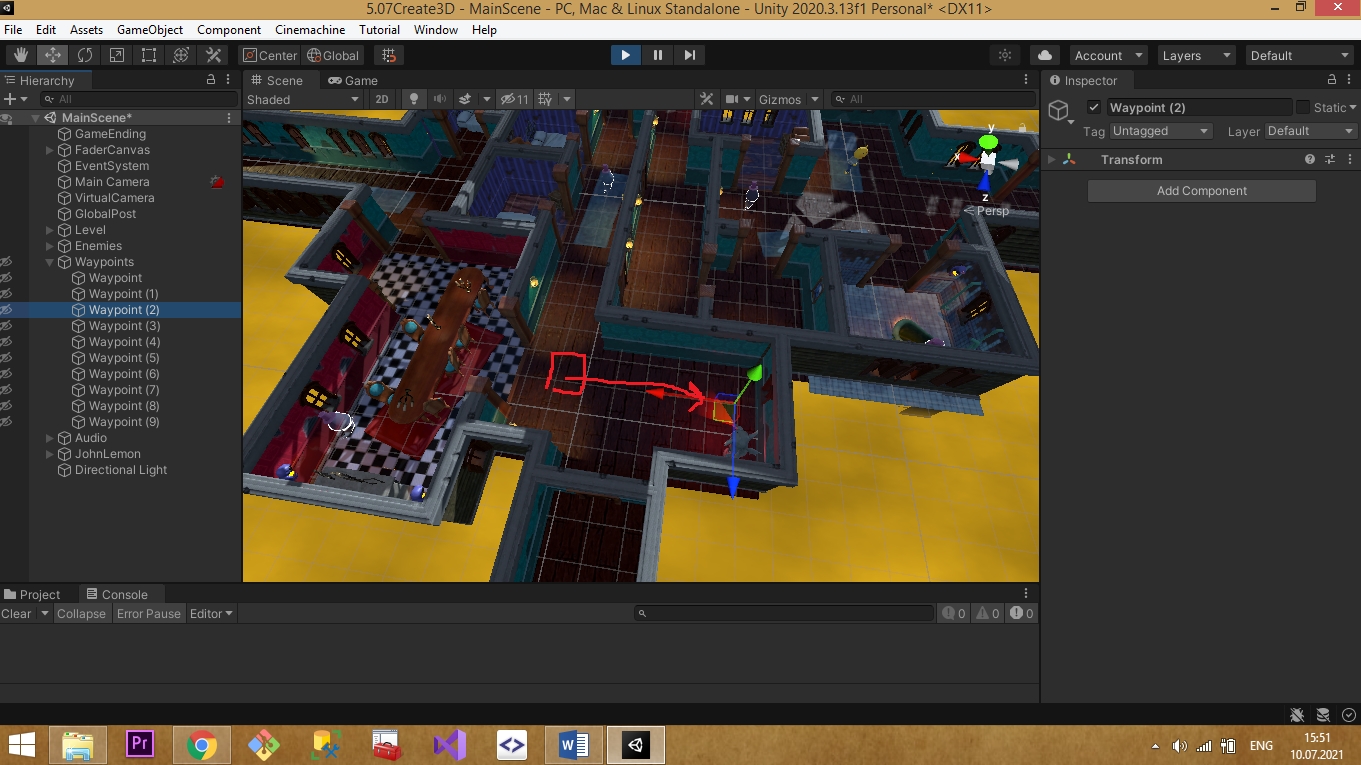 5.07Create3D - MainScene - PC, Mac & Linux Standalone - Unity 2020.3.13f1 Personal* <DX11>
File Edit Assets GameObject Component Cinemachine Tutorial Window Help
Center Global Account Layers Default
Hierarchy
All
MainScene*
GameEnding
FaderCanvas
EventSystem
Main Camera
VirtualCamera
GlobalPost
Level
Enemies
Waypoints
Waypoint
Waypoint (1)
Waypoint (2)
Waypoint (3)
Waypoint (4)
Waypoint (5)
Waypoint (6)
Waypoint (7)
Waypoint (8)
Waypoint (9)
Audio
JohnLemon
Directional Light
Scene Game
Shaded 2D 11 Gizmos All
y
x
z
Persp
Inspector
Waypoint (2) Static
Tag Untagged Layer Default
Transform
Add Component
Project Console
Clear Collapse Error Pause Editor 0 0 0
Pr W ENG
15:51
10.07.2021